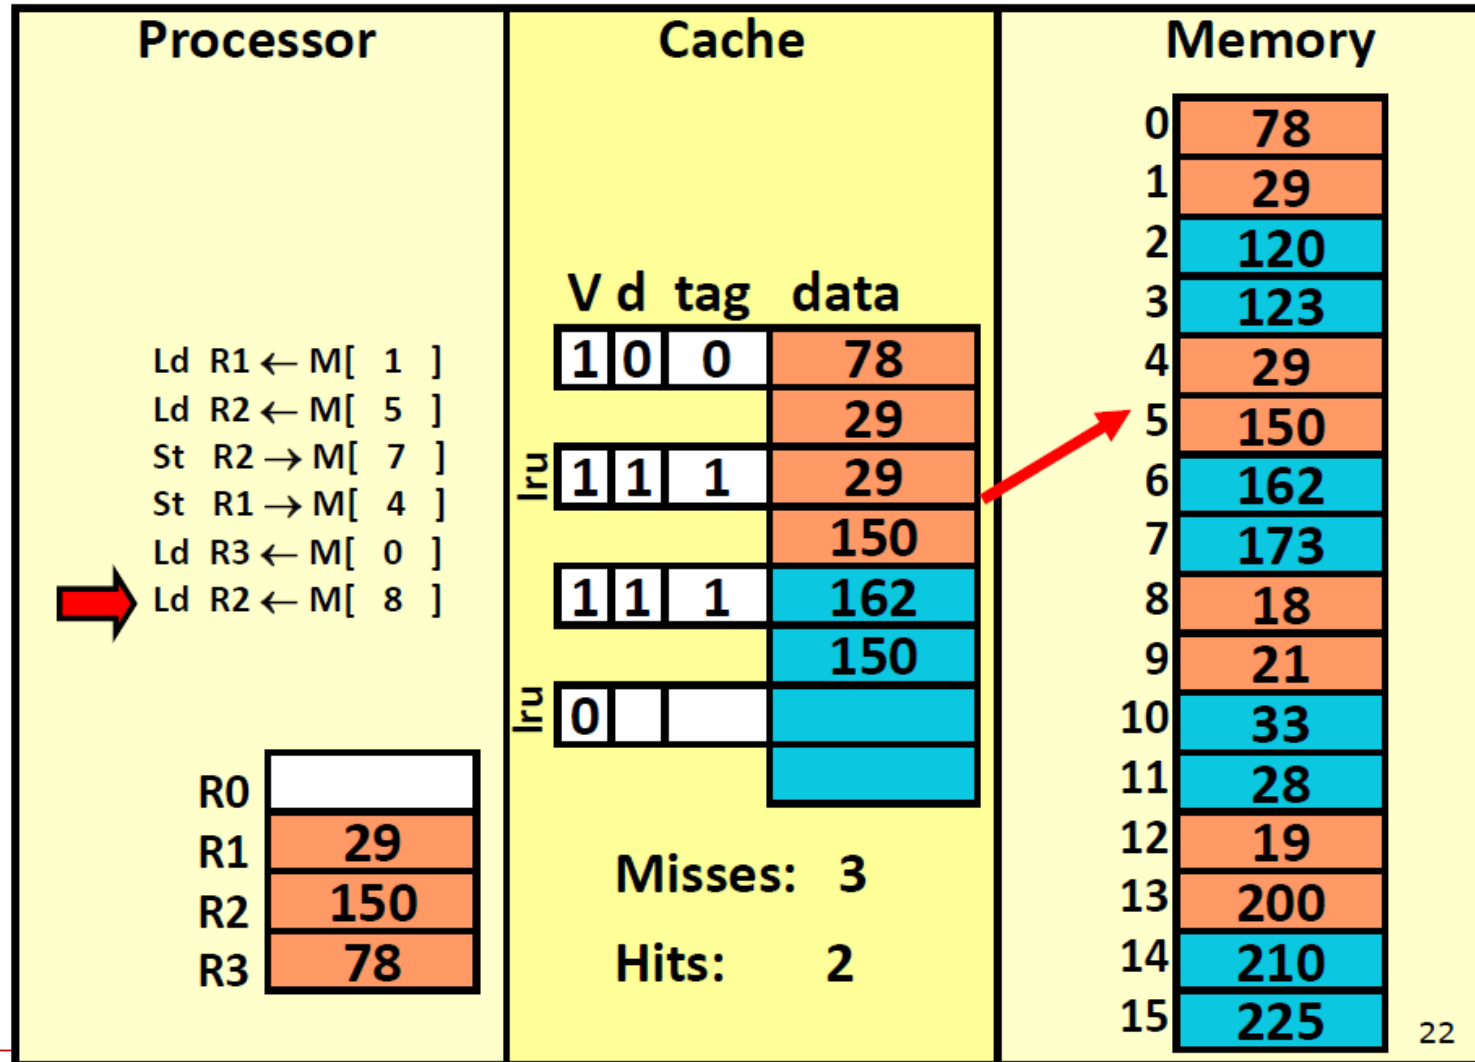 Processor
Ld R1 ← M[ 1 ]
Ld R2 ← M[ 5 ]
St R2 → M[ 7 ]
St R1 → M[ 4 ]
Ld R3 ← M[ 0 ]
Ld R2 ← M[ 8 ]
R0
R1 29
R2 150
R3 78
Cache
V d tag data
1 0 0 78
29
lru 1 1 1 29
150
1 1 1 162
150
lru 0
Misses: 3
Hits: 2
Memory
0 78
1 29
2 120
3 123
4 29
5 150
6 162
7 173
8 18
9 21
10 33
11 28
12 19
13 200
14 210
15 225
22